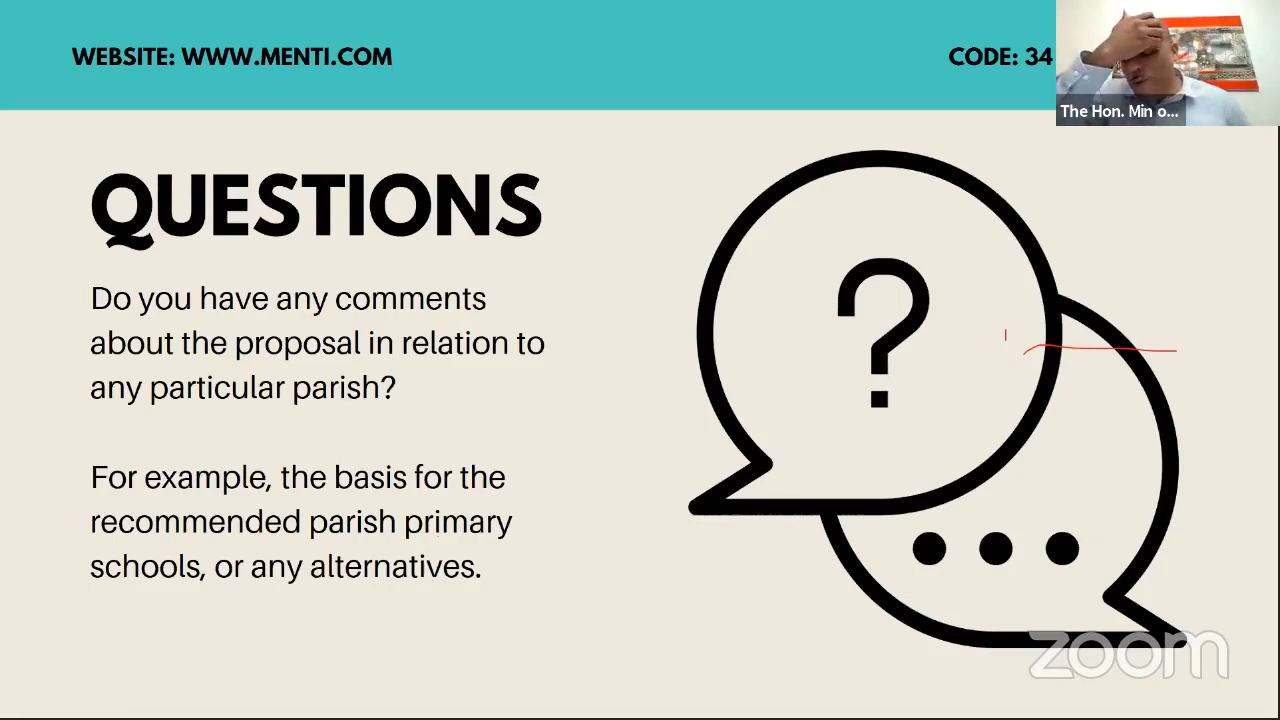 WEBSITE: WWW.MENTI.COM
CODE: 34
The Hon. Min o...
QUESTIONS
Do you have any comments
about the proposal in relation to
any particular parish?
For example, the basis for the
recommended parish primary
schools, or any alternatives.
?
zoom